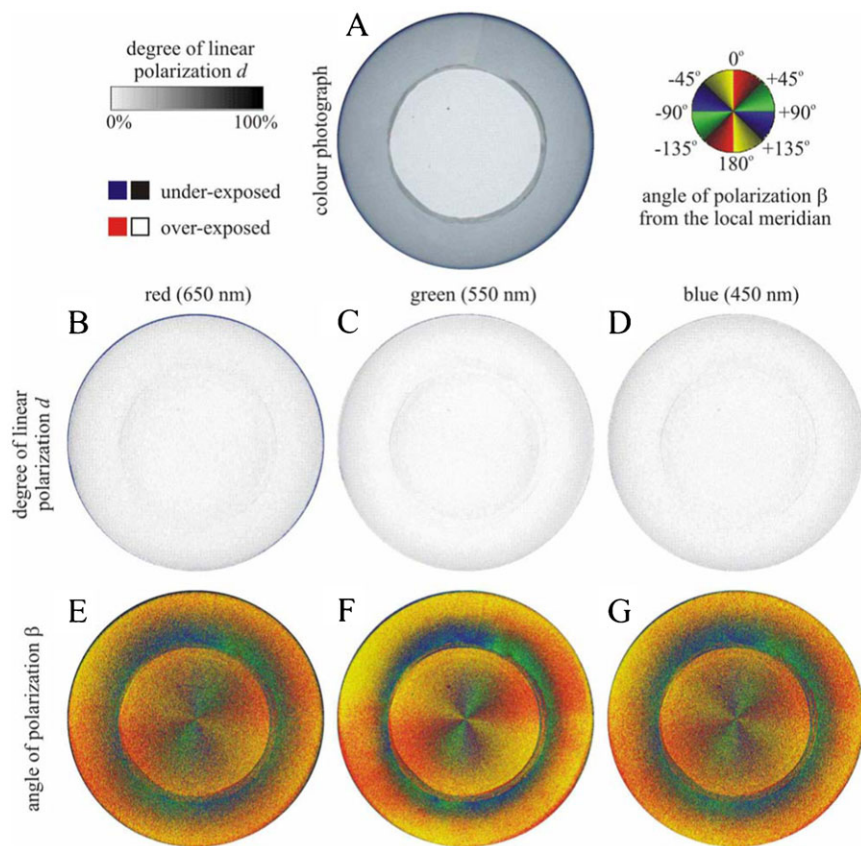 degree of linear
polarization d
0%
100%
under-exposed
over-exposed
A
colour photograph
0°
-45°
+45°
-90°
+90°
-135°
+135°
180°
angle of polarization β
from the local meridian
red (650 nm)
green (550 nm)
blue (450 nm)
B
C
D
degree of linear
polarization d
E
F
G
angle of polarization β